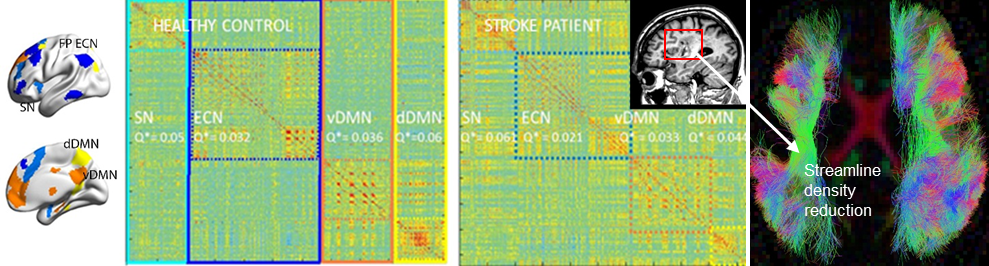 FP ECN
SN
dDMN
vDMN
HEALTHY CONTROL
SN
Q*= 0.05
ECN
Q*= 0.032
vDMN
Q*= 0.036
dDMN
Q*=0.06
STROKE PATIENT
SN
Q*= 0.061
ECN
Q*= 0.021
vDMN
Q*= 0.033
dDMN
Q*= 0.044
Streamline
density
reduction